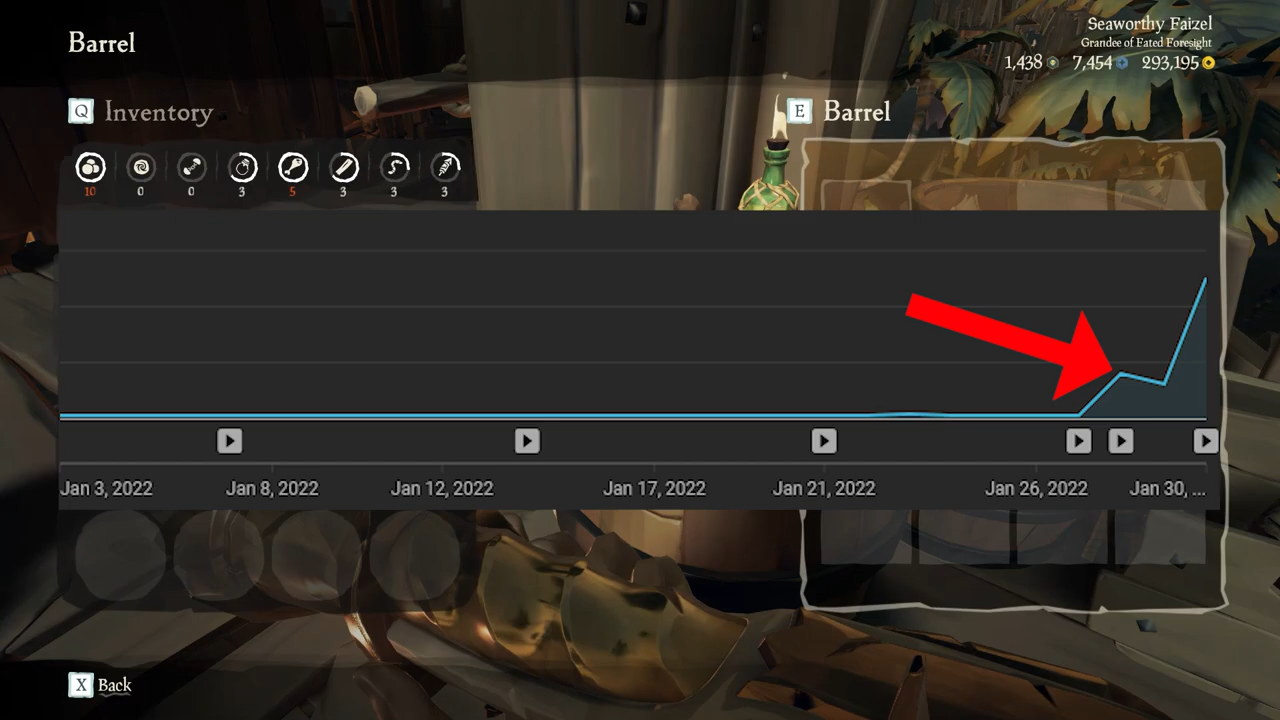 Barrel
Seaworthy Faizel
Grandee of Fated Foresight
1,438 7,454 293,195
Q Inventory
E Barrel
10 0 0 3 5 3 3 3
Jan 3, 2022 Jan 8, 2022 Jan 12, 2022 Jan 17, 2022 Jan 21, 2022 Jan 26, 2022 Jan 30, ...
X Back